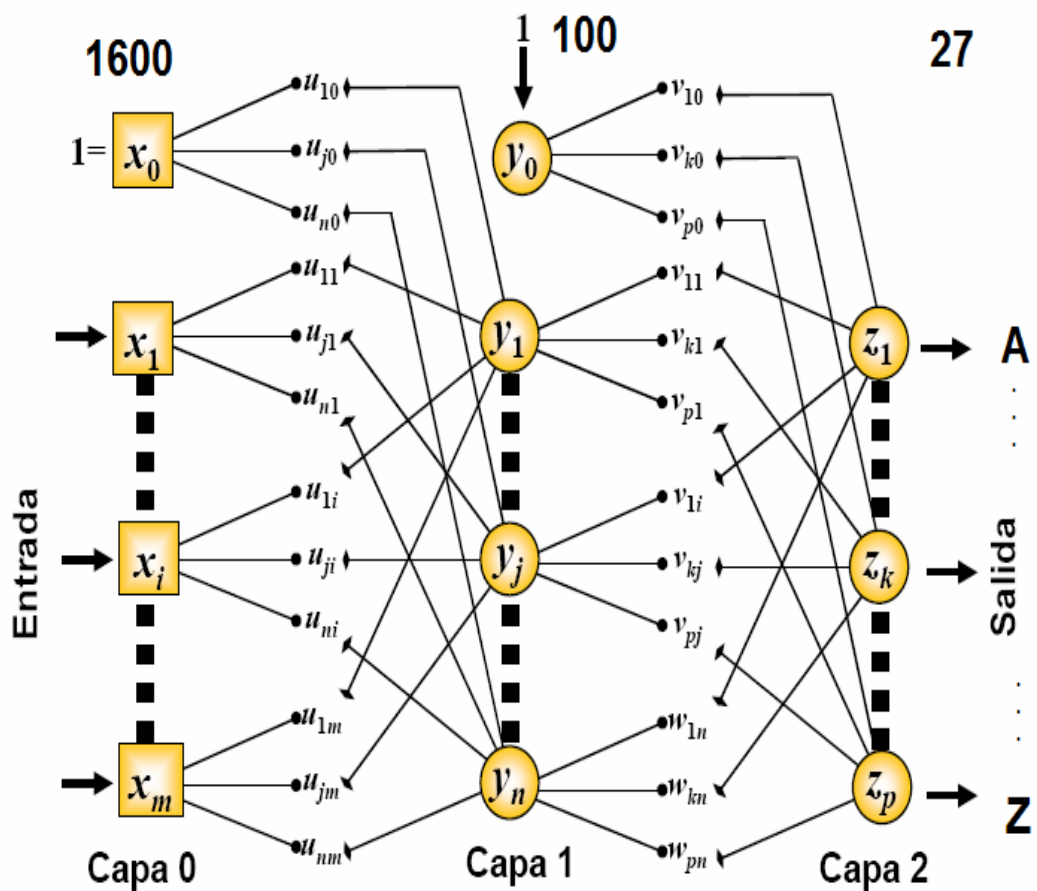 1600
1
100
27
1=
x0
u10
uj0
un0
y0
v10
vk0
vp0
x1
u11
uj1
un1
y1
v11
vk1
vp1
z1
A
.
.
.
Entrada
xi
u1i
uji
uni
yj
v1i
vkj
vpj
zk
Salida
.
.
.
xm
u1m
ujm
unm
yn
w1n
wkn
wpn
zp
Z
Capa 0
Capa 1
Capa 2